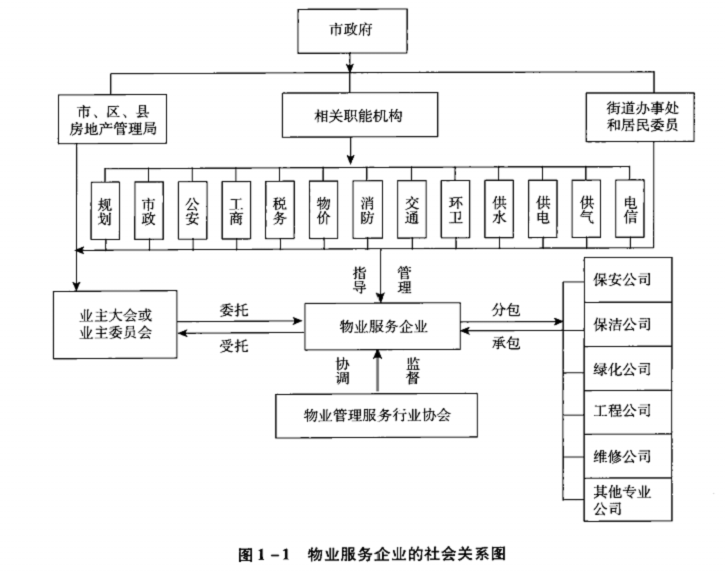 市政府
市、区、县
房地产管理局
相关职能机构
街道办事处
和居民委员
规划
市政
公安
工商
税务
物价
消防
交通
环卫
供水
供电
供气
电信
指导
管理
业主大会或
业主委员会
委托
受托
物业服务企业
分包
承包
协调
监督
物业管理服务行业协会
保安公司
保洁公司
绿化公司
工程公司
维修公司
其他专业
公司
图1-1 物业服务企业的社会关系图